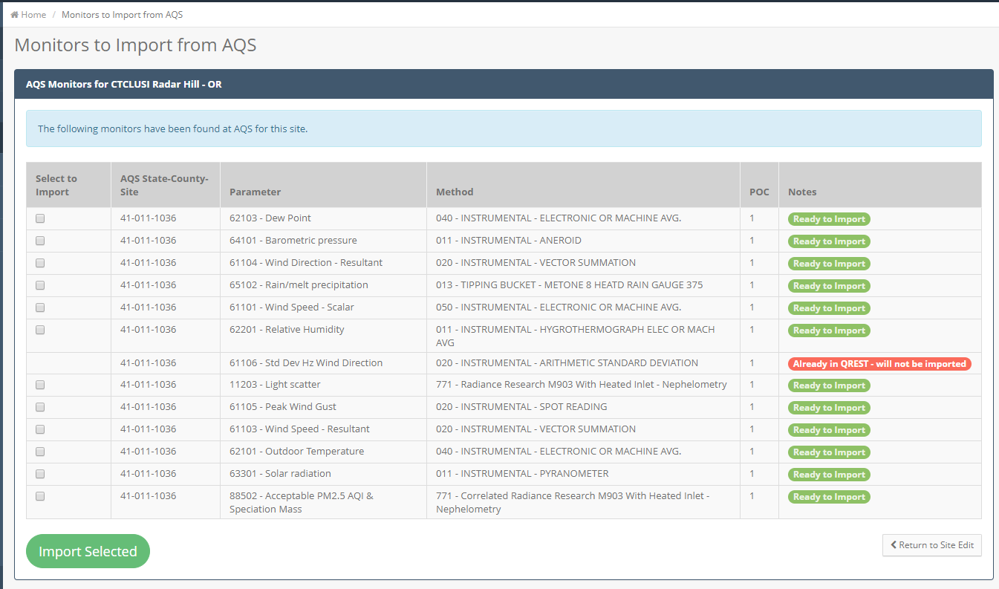 Home / Monitors to Import from AQS
Monitors to Import from AQS
AQS Monitors for CTCLUSI Radar Hill - OR
The following monitors have been found at AQS for this site.
Select to Import AQS State-County-Site Parameter Method POC Notes
41-011-1036 62103 - Dew Point 040 - INSTRUMENTAL - ELECTRONIC OR MACHINE AVG. 1 Ready to Import
41-011-1036 64101 - Barometric pressure 011 - INSTRUMENTAL - ANEROID 1 Ready to Import
41-011-1036 61104 - Wind Direction - Resultant 020 - INSTRUMENTAL - VECTOR SUMMATION 1 Ready to Import
41-011-1036 65102 - Rain/melt precipitation 013 - TIPPING BUCKET - METONE 8 HEATD RAIN GAUGE 375 1 Ready to Import
41-011-1036 61101 - Wind Speed - Scalar 050 - INSTRUMENTAL - ELECTRONIC OR MACHINE AVG. 1 Ready to Import
41-011-1036 62201 - Relative Humidity 011 - INSTRUMENTAL - HYGROTHERMOGRAPH ELEC OR MACH AVG 1 Ready to Import
41-011-1036 61106 - Std Dev Hz Wind Direction 020 - INSTRUMENTAL - ARITHMETIC STANDARD DEVIATION 1 Already in QREST - will not be imported
41-011-1036 11203 - Light scatter 771 - Radiance Research M903 With Heated Inlet - Nephelometry 1 Ready to Import
41-011-1036 61105 - Peak Wind Gust 020 - INSTRUMENTAL - SPOT READING 1 Ready to Import
41-011-1036 61103 - Wind Speed - Resultant 020 - INSTRUMENTAL - VECTOR SUMMATION 1 Ready to Import
41-011-1036 62101 - Outdoor Temperature 040 - INSTRUMENTAL - ELECTRONIC OR MACHINE AVG. 1 Ready to Import
41-011-1036 63301 - Solar radiation 011 - INSTRUMENTAL - PYRANOMETER 1 Ready to Import
41-011-1036 88502 - Acceptable PM2.5 AQI & Speciation Mass 771 - Correlated Radiance Research M903 With Heated Inlet - Nephelometry 1 Ready to Import
Import Selected Return to Site Edit